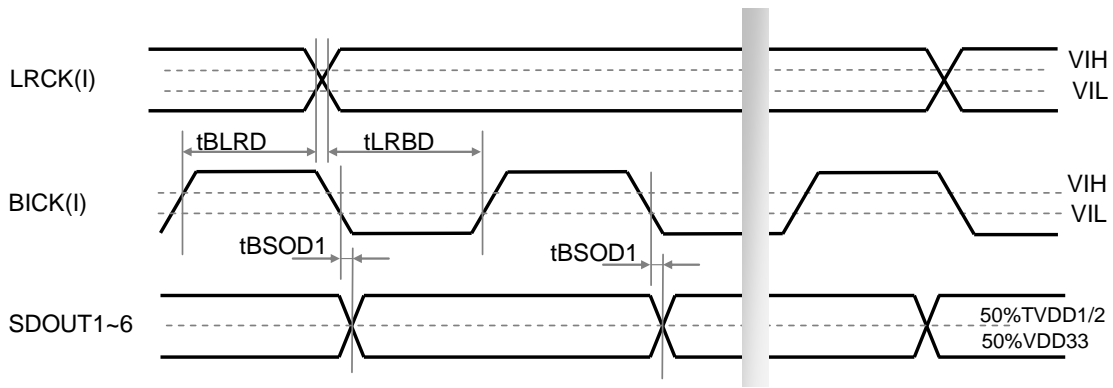 LRCK(I)
VIH
VIL
tBLRD
tLRBD
BICK(I)
VIH
VIL
tBSOD1
tBSOD1
SDOUT1~6
50%TVDD1/2
50%VDD33